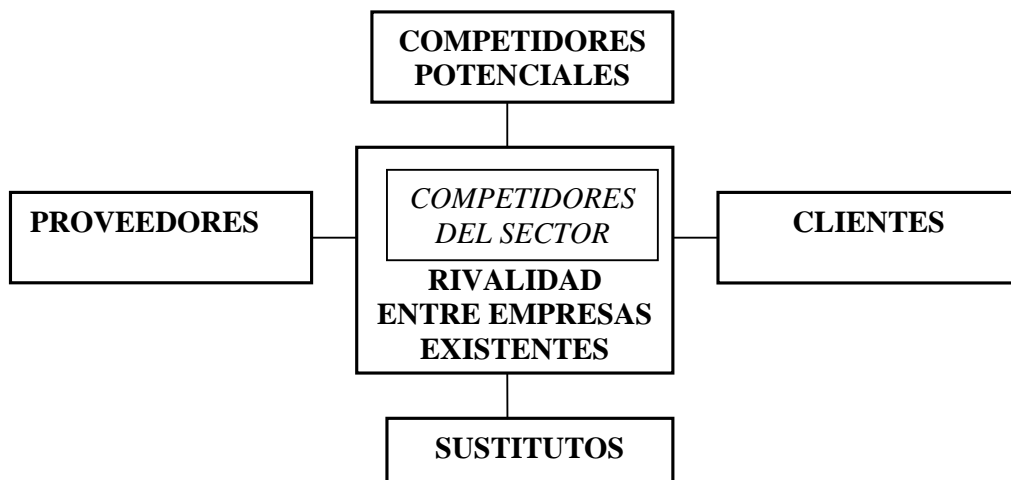 COMPETIDORES
POTENCIALES
PROVEEDORES
COMPETIDORES
DEL SECTOR
RIVALIDAD
ENTRE EMPRESAS
EXISTENTES
CLIENTES
SUSTITUTOS